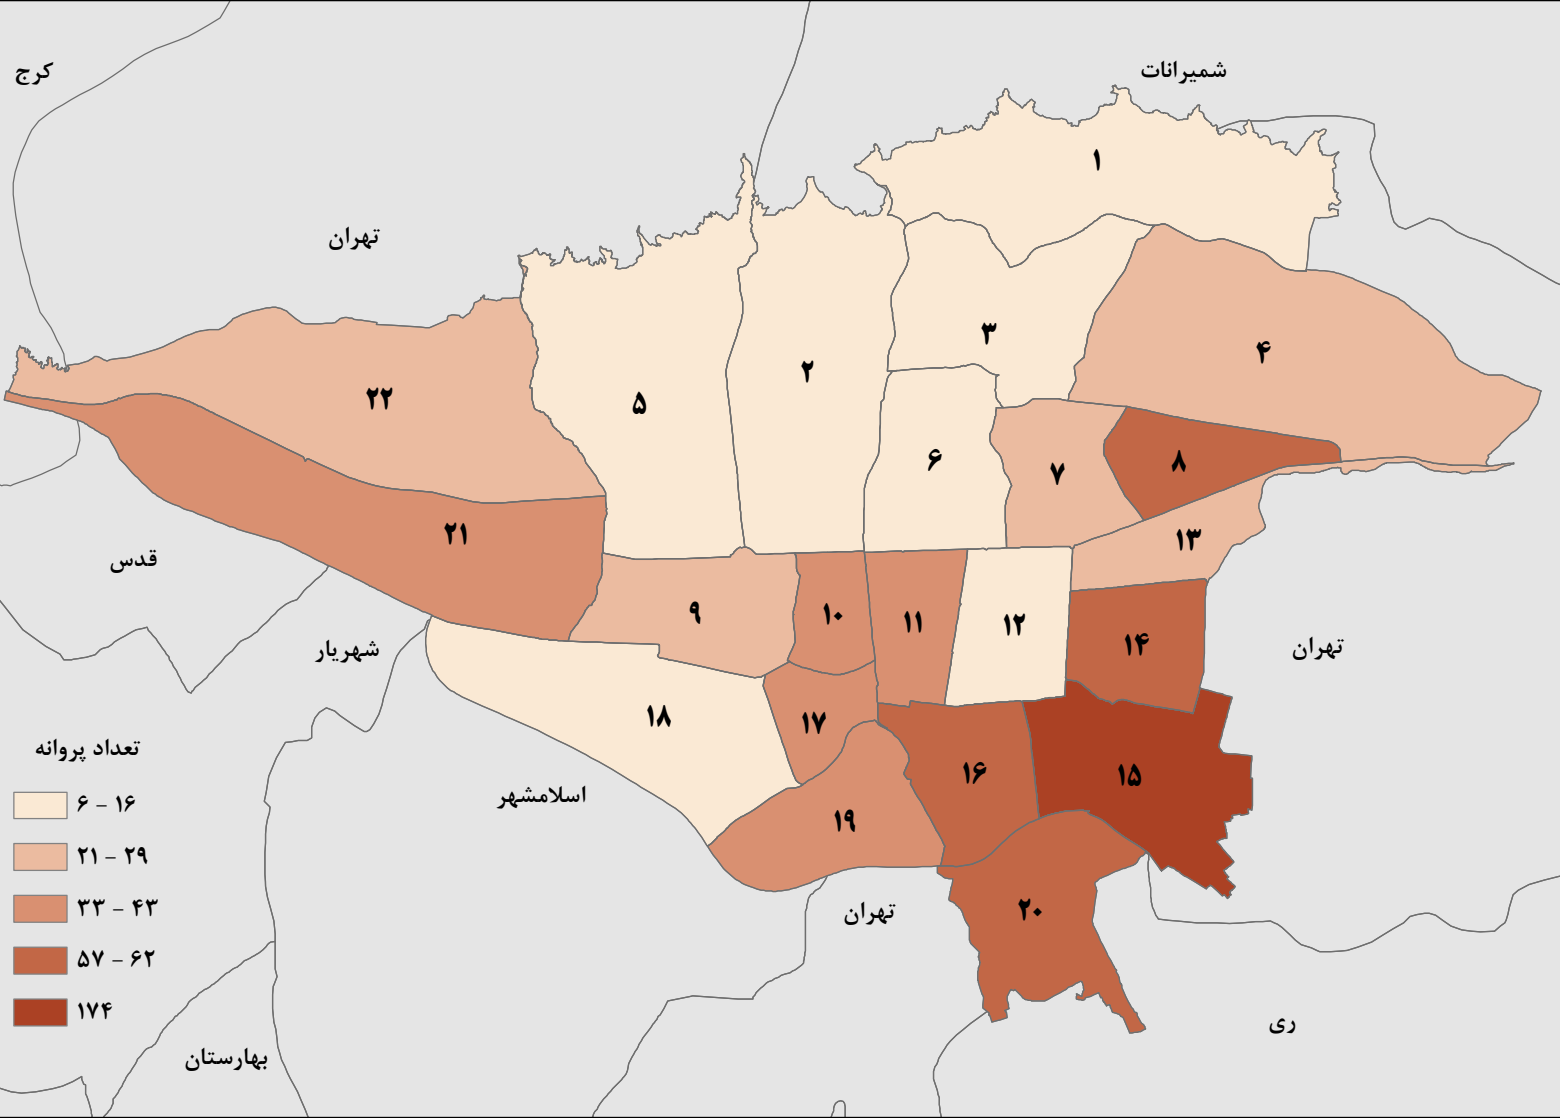 کرج
شمیرانات
۱
تهران
۳
۴
۲
۲۲
۵
۶
۷
۸
۲۱
۱۳
قدس
۹
۱۰
۱۱
۱۲
۱۴
تهران
شهریار
۱۸
۱۷
تعداد پروانه
۱۶
۱۵
اسلامشهر
۶ - ۱۶
۱۹
۲۱ - ۲۹
۳۳ - ۴۳
تهران
۲۰
۵۷ - ۶۲
۱۷۴
ری
بهارستان